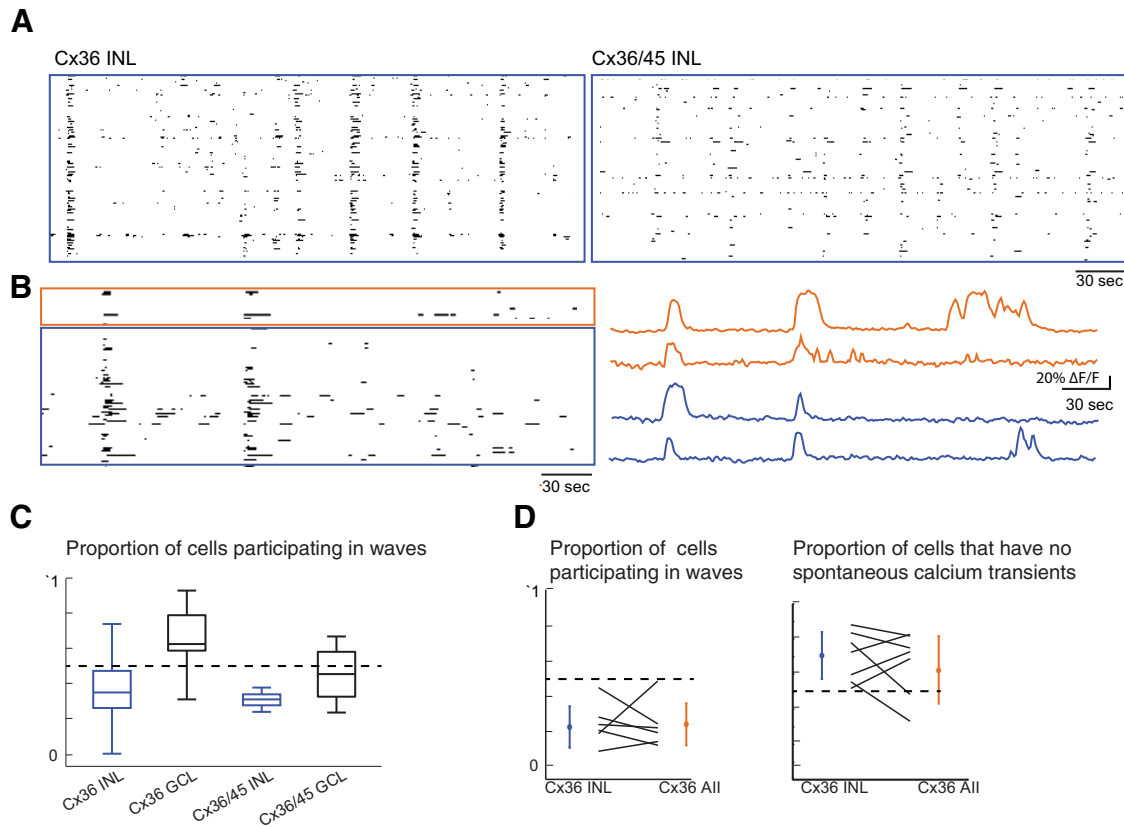 A
Cx36 INL
Cx36/45 INL
30 sec
B
20% ΔF/F
30 sec
30 sec
C
Proportion of cells participating in waves
`1
0
Cx36 INL
Cx36 GCL
Cx36/45 INL
Cx36/45 GCL
D
Proportion of cells
participating in waves
`1
0
Cx36 INL
Cx36 AII
Proportion of cells that have no
spontaneous calcium transients
Cx36 INL
Cx36 AII